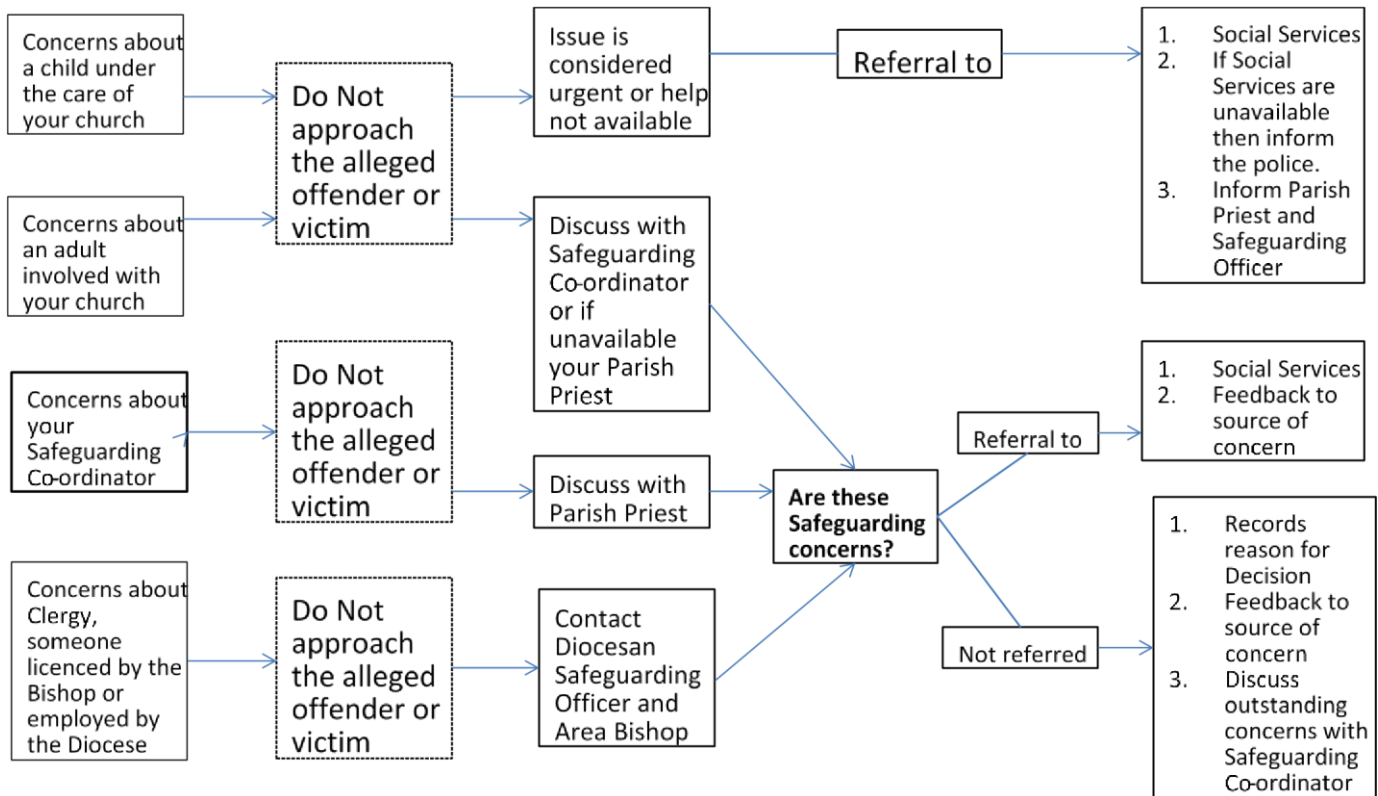 Concerns about
a child under
the care of
your church
Concerns about
an adult
involved with
your church
Concerns about
your
Safeguarding
Co-ordinator
Concerns about
Clergy,
someone
licenced by the
Bishop or
employed by
the Diocese
Do Not
approach
the alleged
offender or
victim
Do Not
approach
the alleged
offender or
victim
Do Not
approach
the alleged
offender or
victim
Issue is
considered
urgent or help
not available
Discuss with
Safeguarding
Co-ordinator
or if
unavailable
your Parish
Priest
Discuss with
Parish Priest
Contact
Diocesan
Safeguarding
Officer and
Area Bishop
Are these
Safeguarding
concerns?
Referral to
Referral to
Not referred
1. Social Services
2. If Social
Services are
unavailable
then inform
the police.
3. Inform Parish
Priest and
Safeguarding
Officer
1. Social Services
2. Feedback to
source of
concern
1. Records
reason for
Decision
2. Feedback to
source of
concern
3. Discuss
outstanding
concerns with
Safeguarding
Co-ordinator